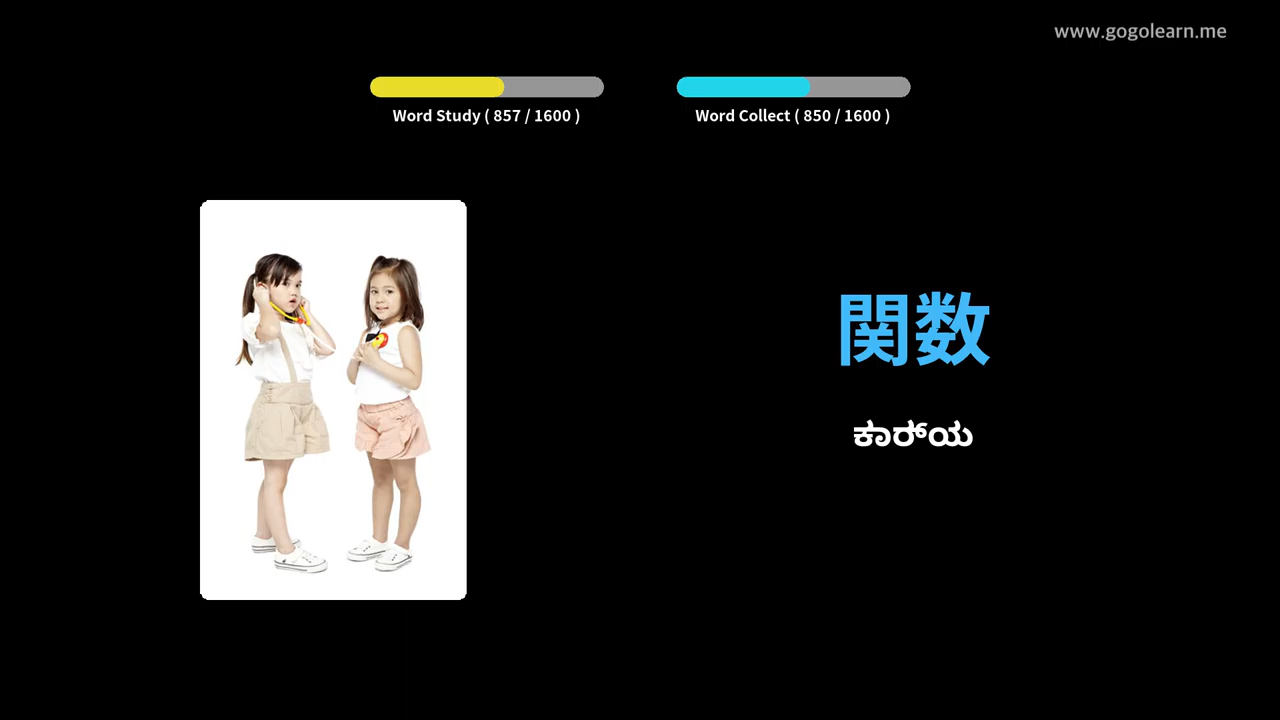 www.gogolearn.me
Word Study ( 857 / 1600 )
Word Collect ( 850 / 1600 )
関数
ಕಾರ್ಯ